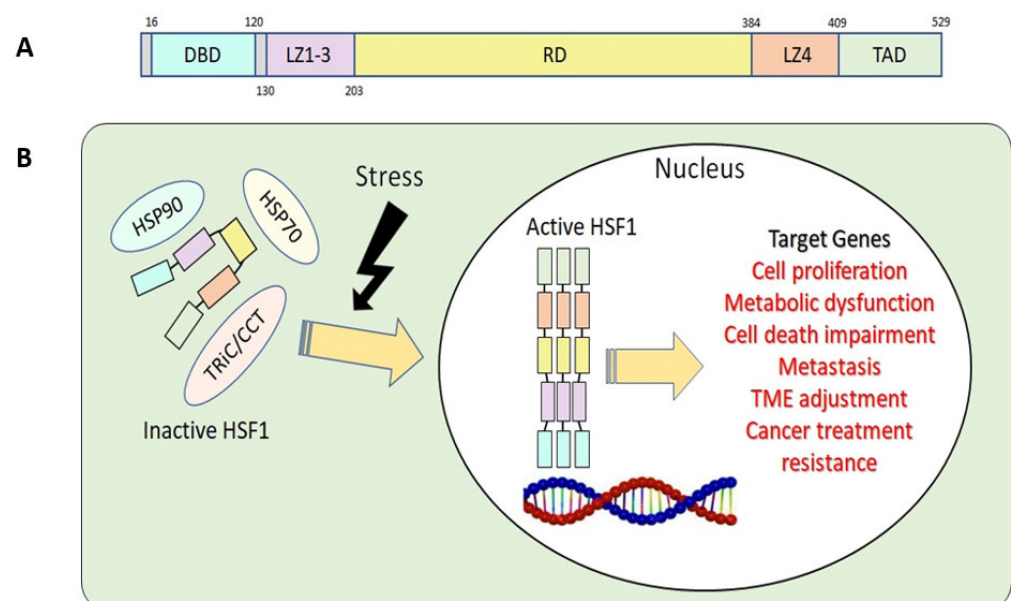 A
16 120 384 409 529
DBD LZ1-3 RD LZ4 TAD
130 203
B
HSP90
HSP70
TRiC/CCT
Inactive HSF1
Stress
Nucleus
Active HSF1
Target Genes
Cell proliferation
Metabolic dysfunction
Cell death impairment
Metastasis
TME adjustment
Cancer treatment
resistance